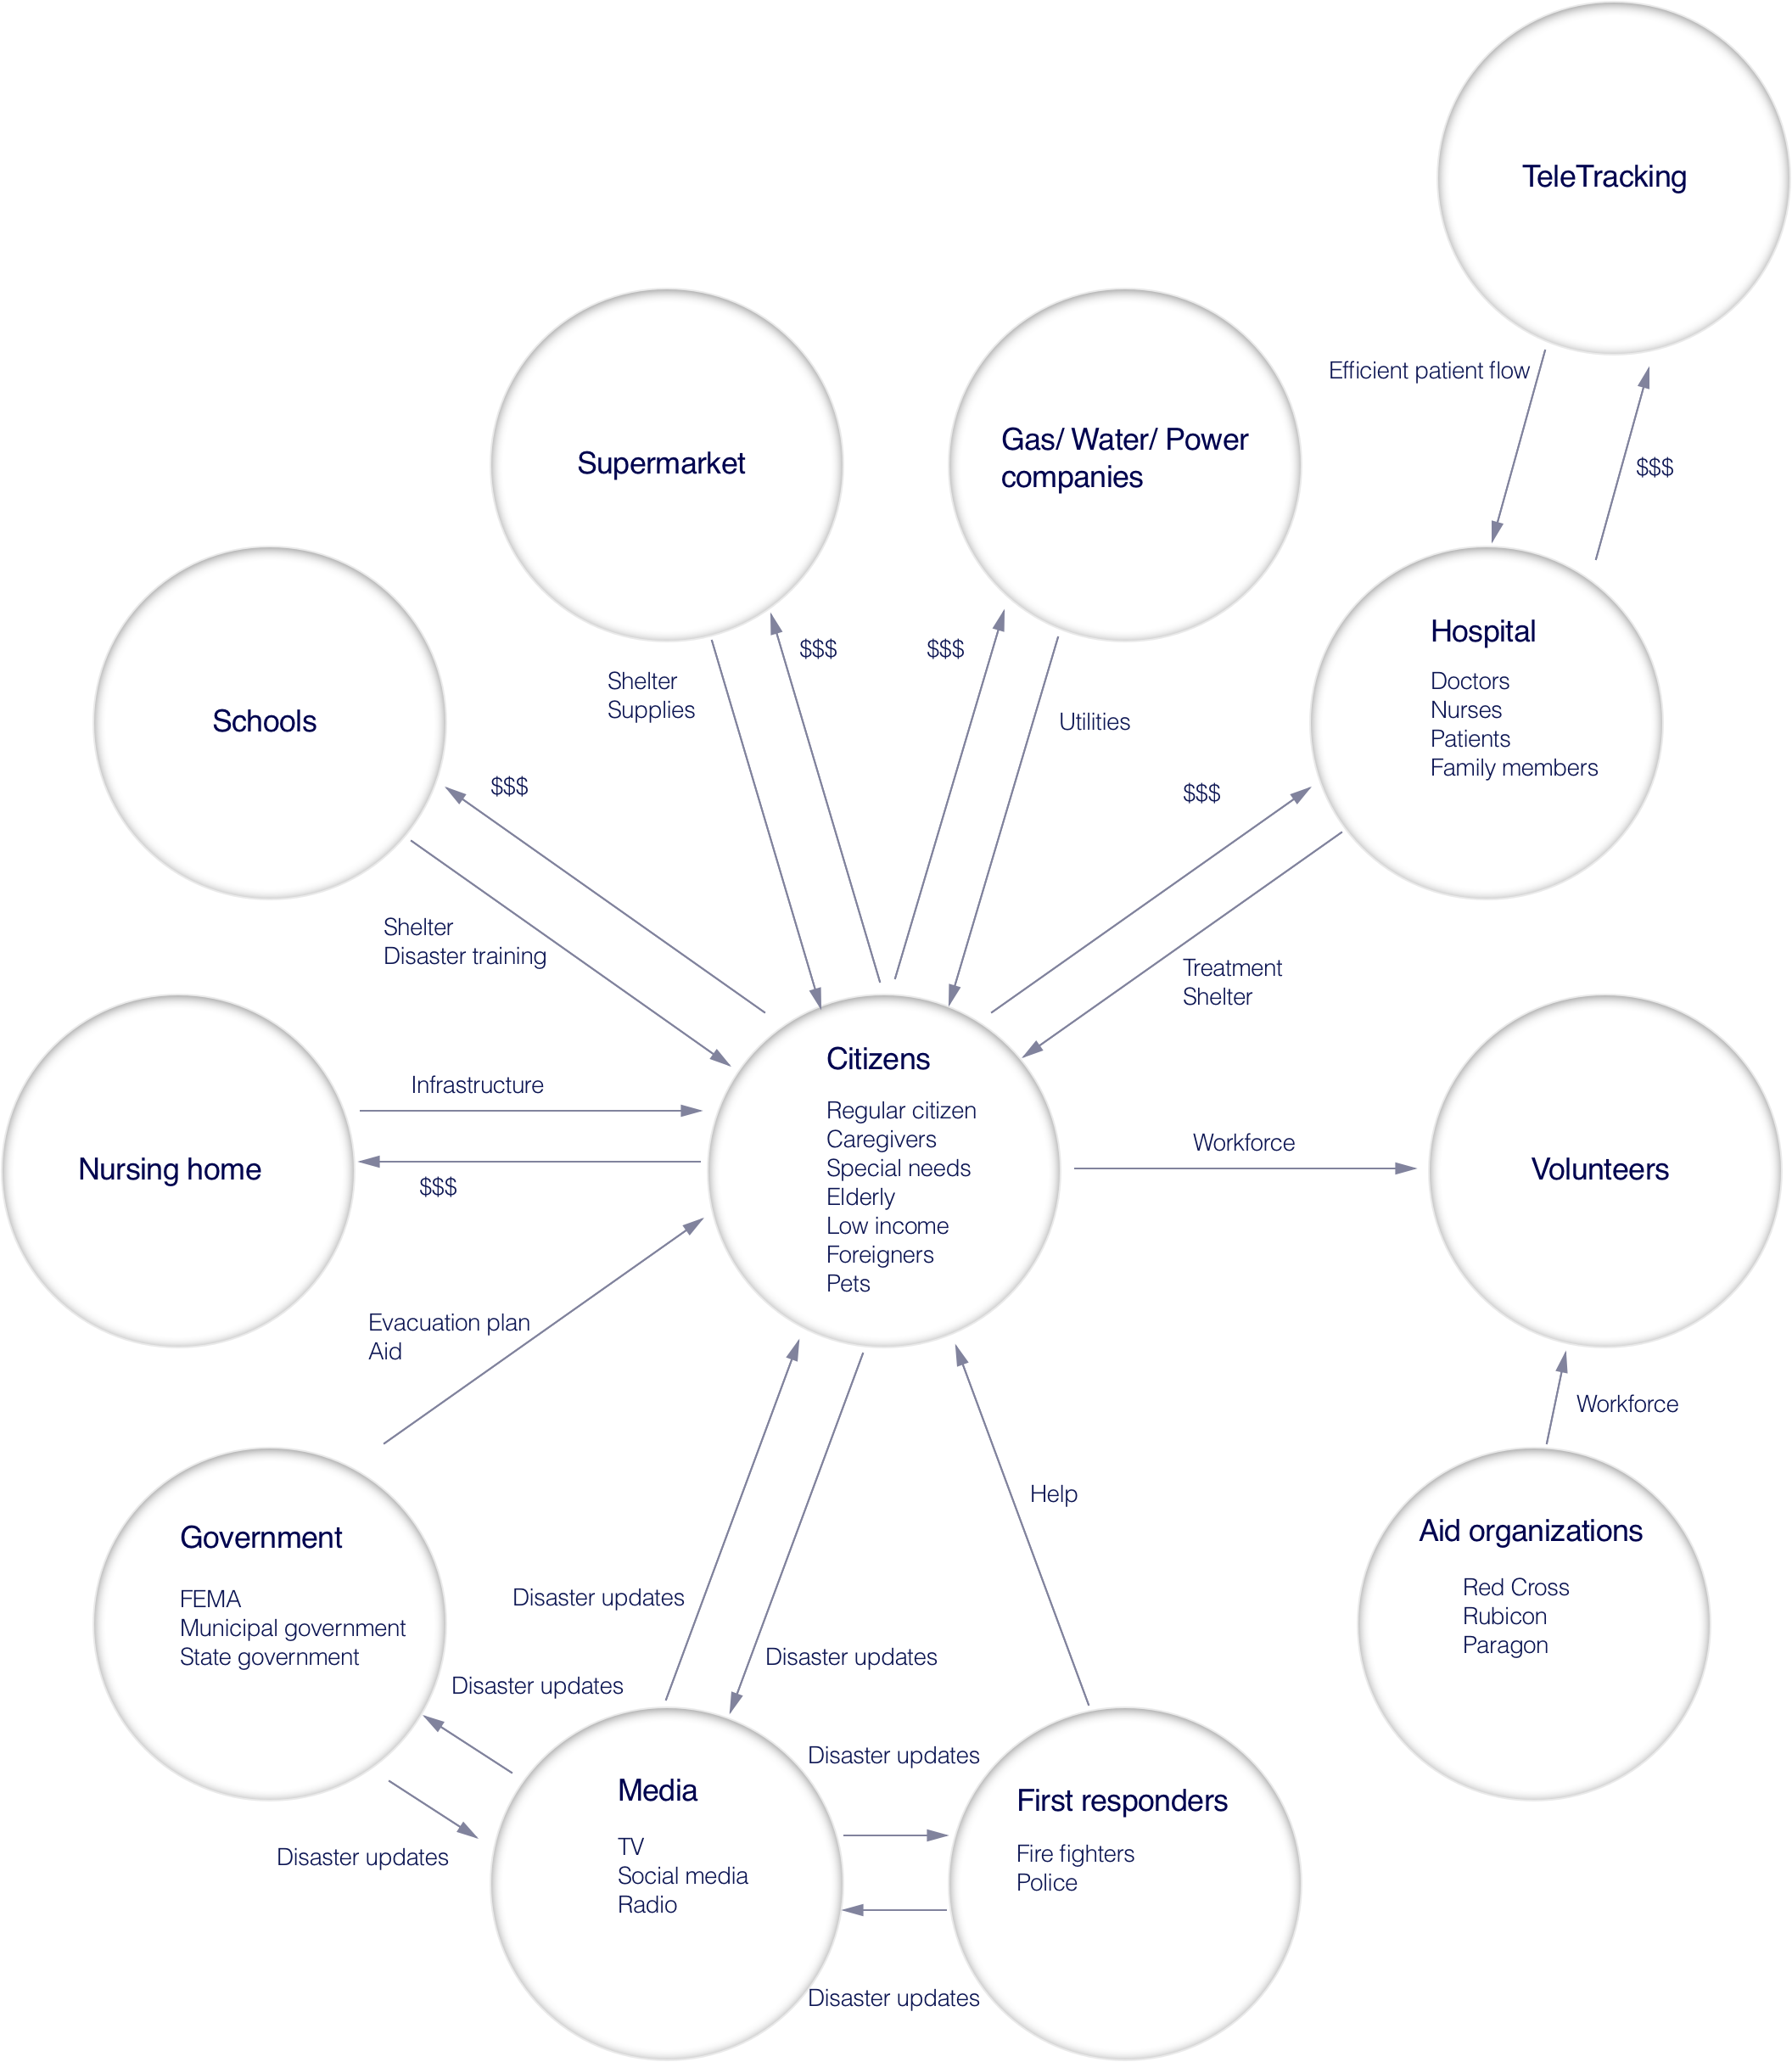 TeleTracking
Efficient patient flow
$$$
Supermarket
Gas/ Water/ Power
companies
Hospital
Doctors
Nurses
Patients
Family members
$$$
$$$
Shelter
Supplies
Utilities
Schools
$$$
$$$
Shelter
Disaster training
Treatment
Shelter
Citizens
Regular citizen
Caregivers
Special needs
Elderly
Low income
Foreigners
Pets
Infrastructure
Nursing home
$$$
Workforce
Volunteers
Evacuation plan
Aid
Workforce
Help
Government
FEMA
Municipal government
State government
Aid organizations
Red Cross
Rubicon
Paragon
Disaster updates
Disaster updates
Disaster updates
Disaster updates
Media
TV
Social media
Radio
First responders
Fire fighters
Police
Disaster updates
Disaster updates